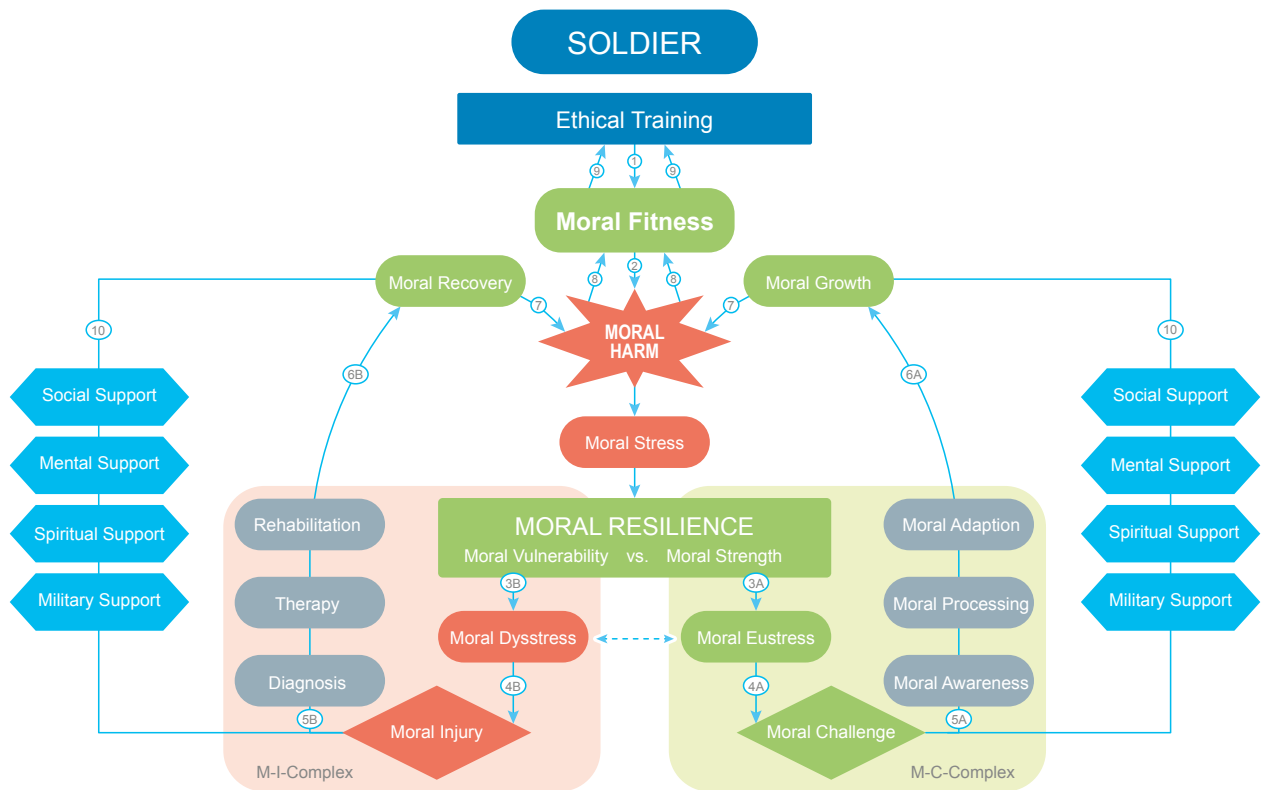 SOLDIER
Ethical Training
9
1
9
Moral Fitness
8
2
8
Moral Recovery
Moral Growth
7
7
MORAL
HARM
10
10
6B
6A
Social Support
Social Support
Moral Stress
Mental Support
Mental Support
Rehabilitation
MORAL RESILIENCE
Moral Vulnerability vs. Moral Strength
Moral Adaption
Spiritual Support
Spiritual Support
3B
3A
Therapy
Moral Processing
Military Support
Military Support
Moral Dysstress
Moral Eustress
Diagnosis
4B
4A
Moral Awareness
5B
5A
Moral Injury
Moral Challenge
M-I-Complex
M-C-Complex